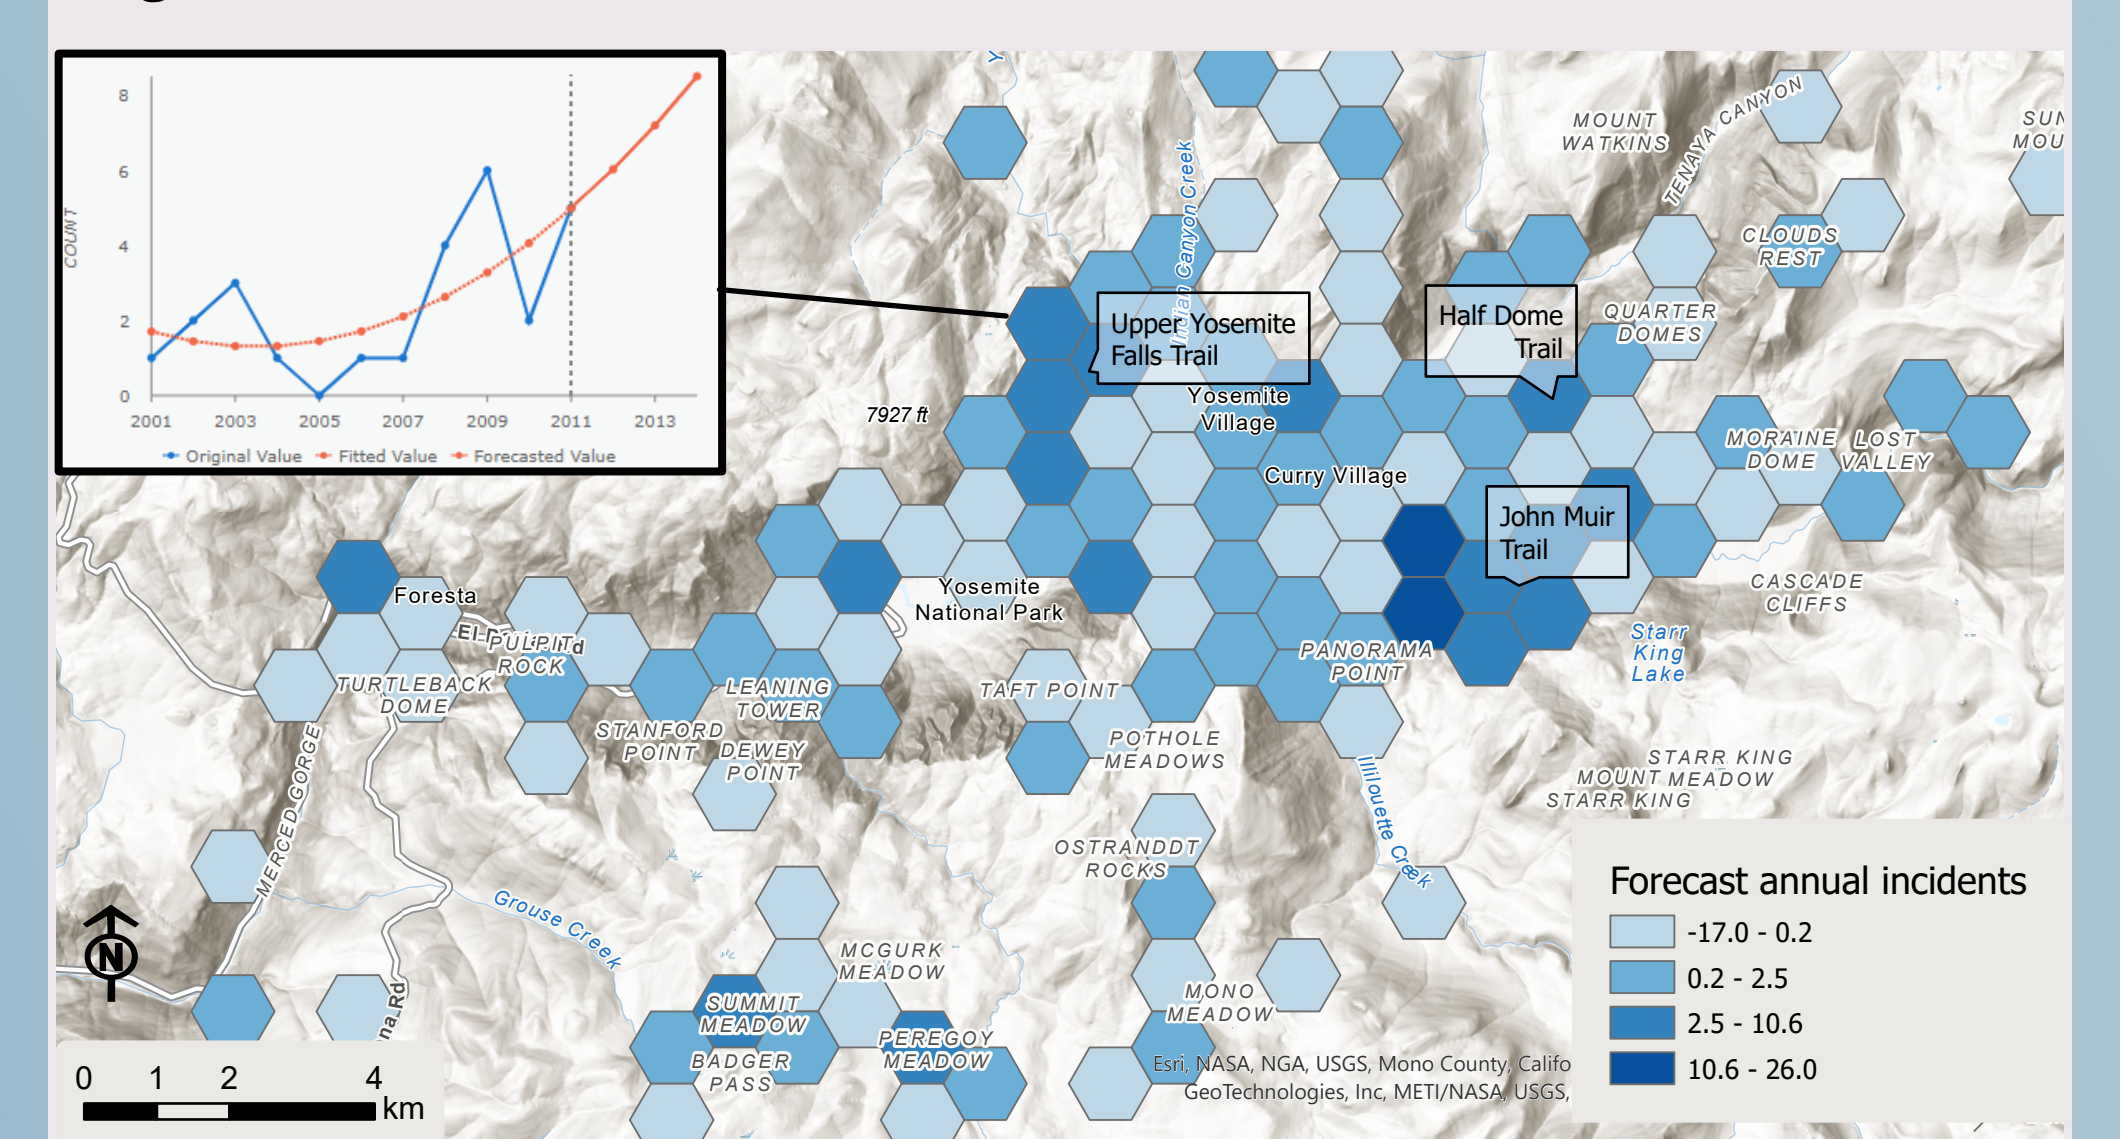 8
6
4
2
0
COUNT
2001
2003
2005
2007
2009
2011
2013
Original Value
Fitted Value
Forecasted Value
Indian Canyon Creek
MOUNT
WATKINS
TENAYA CANYON
CLOUDS
REST
QUARTER
DOMES
Upper Yosemite
Falls Trail
Half Dome
Trail
7927 ft
Yosemite
Village
Curry Village
MORAINE
DOME
LOST
VALLEY
John Muir
Trail
Foresta
PULPIT
ROCK
Yosemite
National Park
CASCADE
CLIFFS
Starr
King
Lake
PANORAMA
POINT
TURTLEBACK
DOME
LEANING
TOWER
TAFT POINT
STANFORD
POINT
DEWEY
POINT
POTHOLE
MEADOWS
MERCED GORGE
STARR KING
MEADOW
MOUNT
STARR KING
Illilouette Creek
OSTRANDDT
ROCKS
Grouse Creek
MCGURK
MEADOW
SUMMIT
MEADOW
MONO
MEADOW
PEREGOY
MEADOW
BADGER
PASS
N
0 1 2 4
km
Forecast annual incidents
-17.0 - 0.2
0.2 - 2.5
2.5 - 10.6
10.6 - 26.0
Esri, NASA, NGA, USGS, Mono County, Califo
GeoTechnologies, Inc, METI/NASA, USGS,